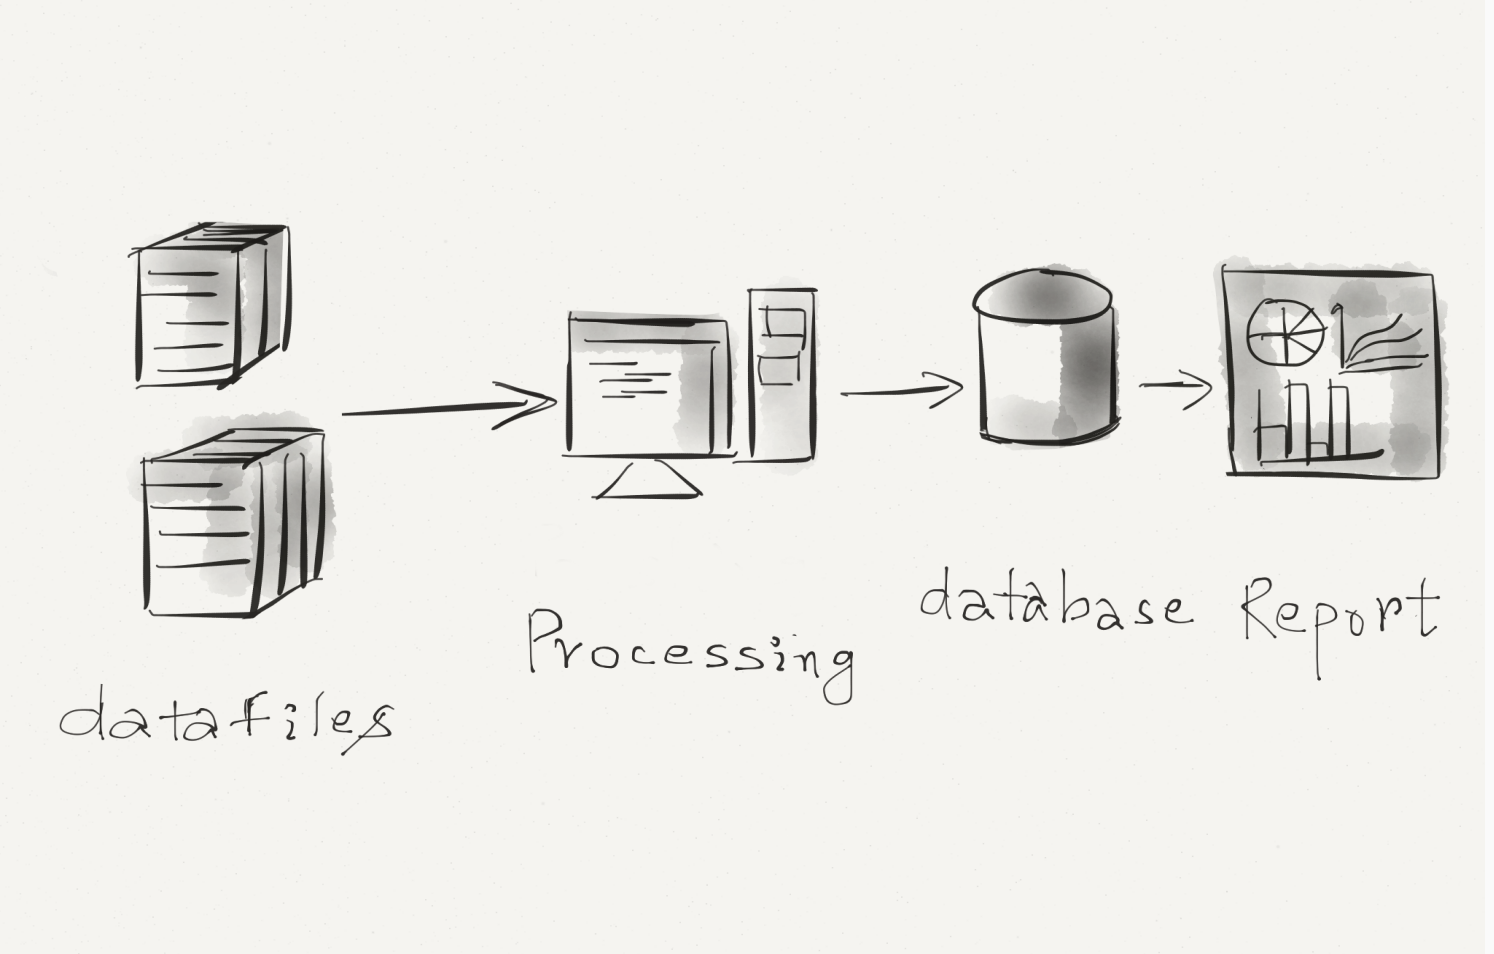 datafiles
Processing
database
Report